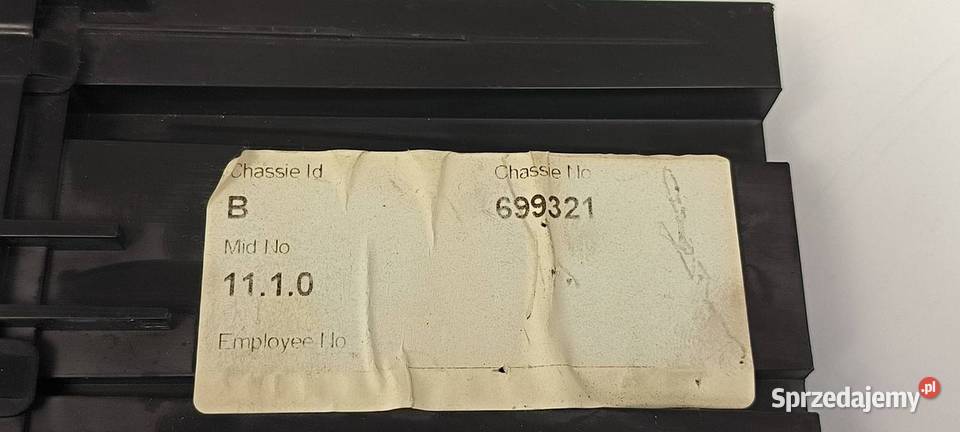 Chassie Id
Chassie No
B
699321
Mid No
11.1.0
Employee No
Sprzedajemy.pl